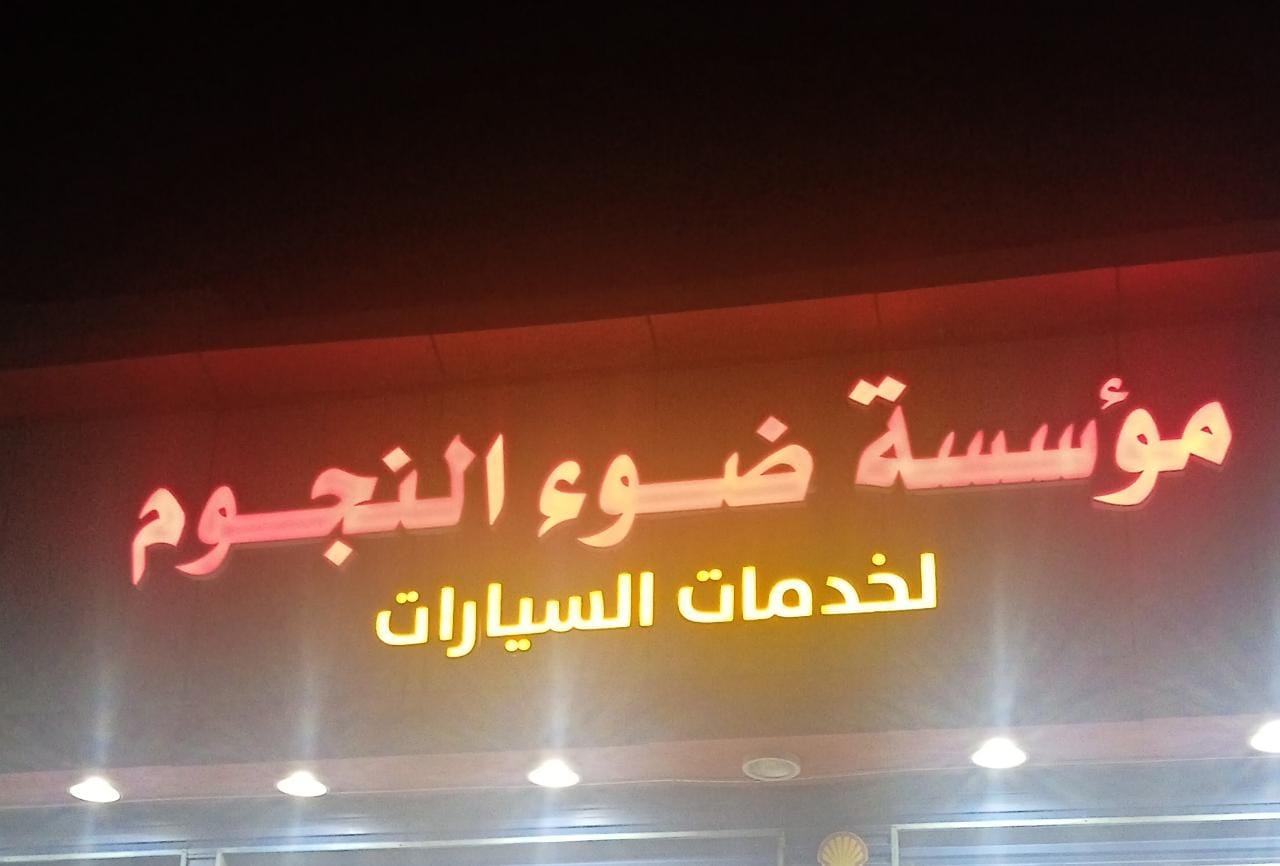 مؤسسة ضوء النجوم
لخدمات السيارات